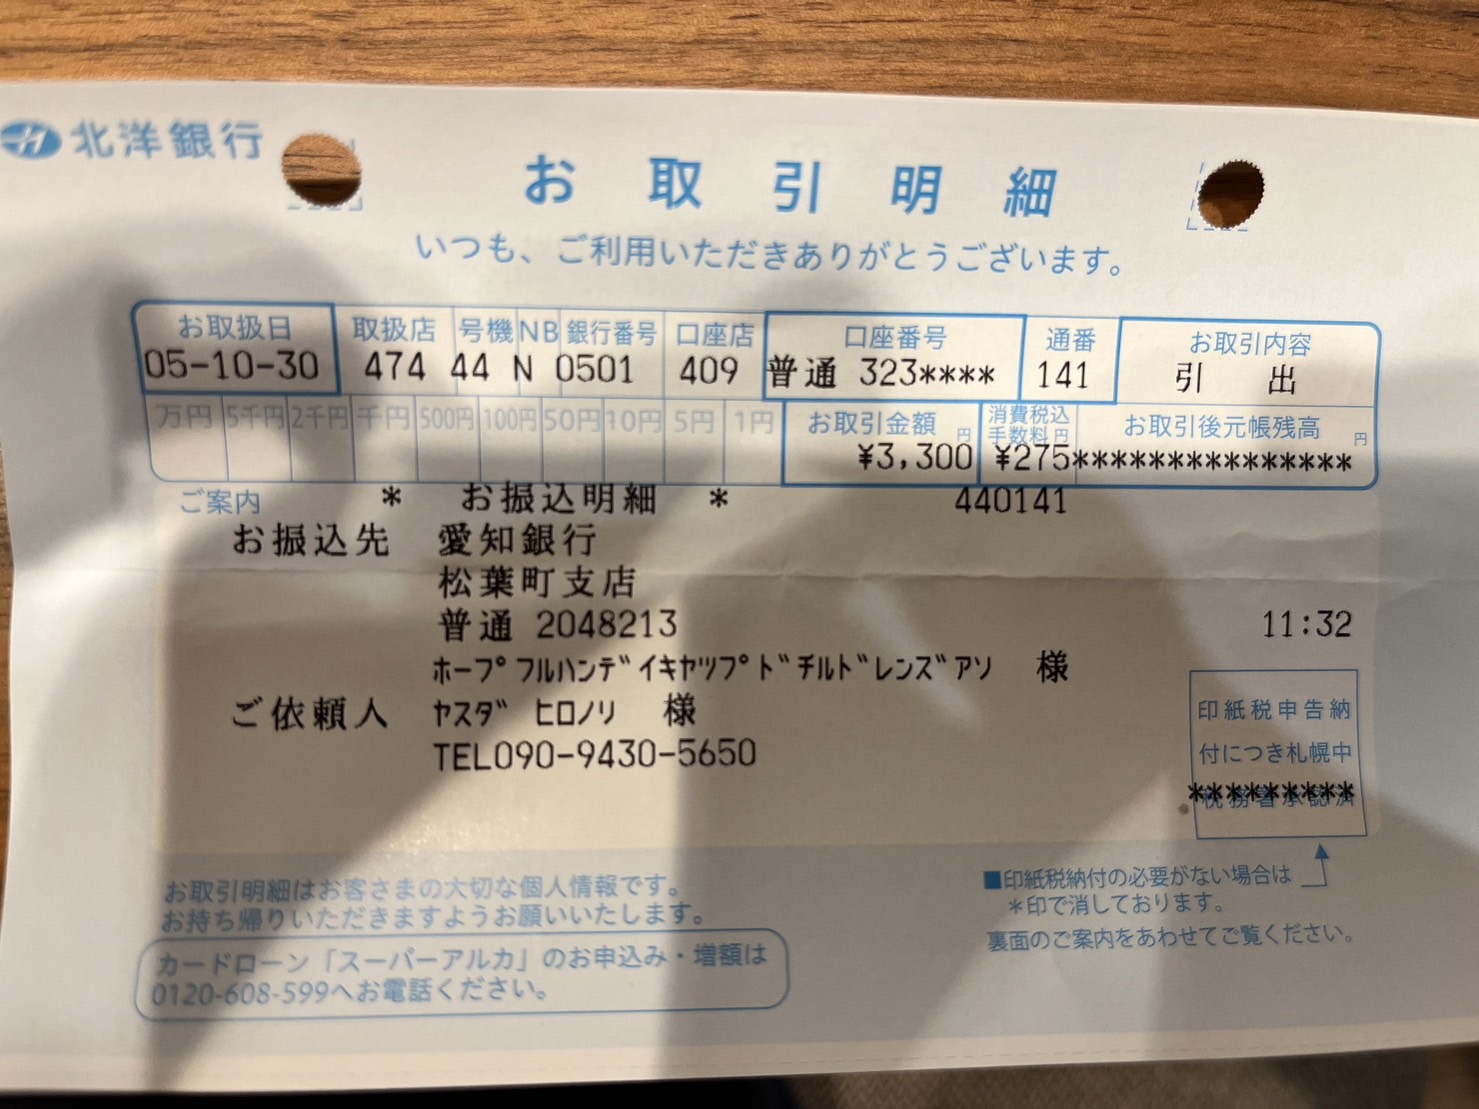 北洋銀行
お取引明細
いつも、ご利用いただきありがとうございます。
お取扱日 取扱店 号機 NB 銀行番号 口座店 口座番号 通番 お取引内容
05-10-30 474 44 N 0501 409 普通 323**** 141 引 出
万円 5千円 2千円 千円 500円 100円 50円 10円 5円 1円 お取引金額 円 消費税込手数料円 お取引後元帳残高 円
¥3,300 ¥275***************
ご案内 * お振込明細 * 440141
お振込先 愛知銀行
松葉町支店
普通 2048213 11:32
ホープフルハンデイキヤツプドチルドレンズアソ 様
ご依頼人 ヤスダ ヒロノリ 様
TEL090-9430-5650
印紙税申告納
付につき札幌中
*********
税務署承認済
お取引明細はお客さまの大切な個人情報です。
お持ち帰りいただきますようお願いいたします。
カードローン「スーパーアルカ」のお申込み・増額は
0120-608-599へお電話ください。
■印紙税納付の必要がない場合は
*印で消しております。
裏面のご案内をあわせてご覧ください。